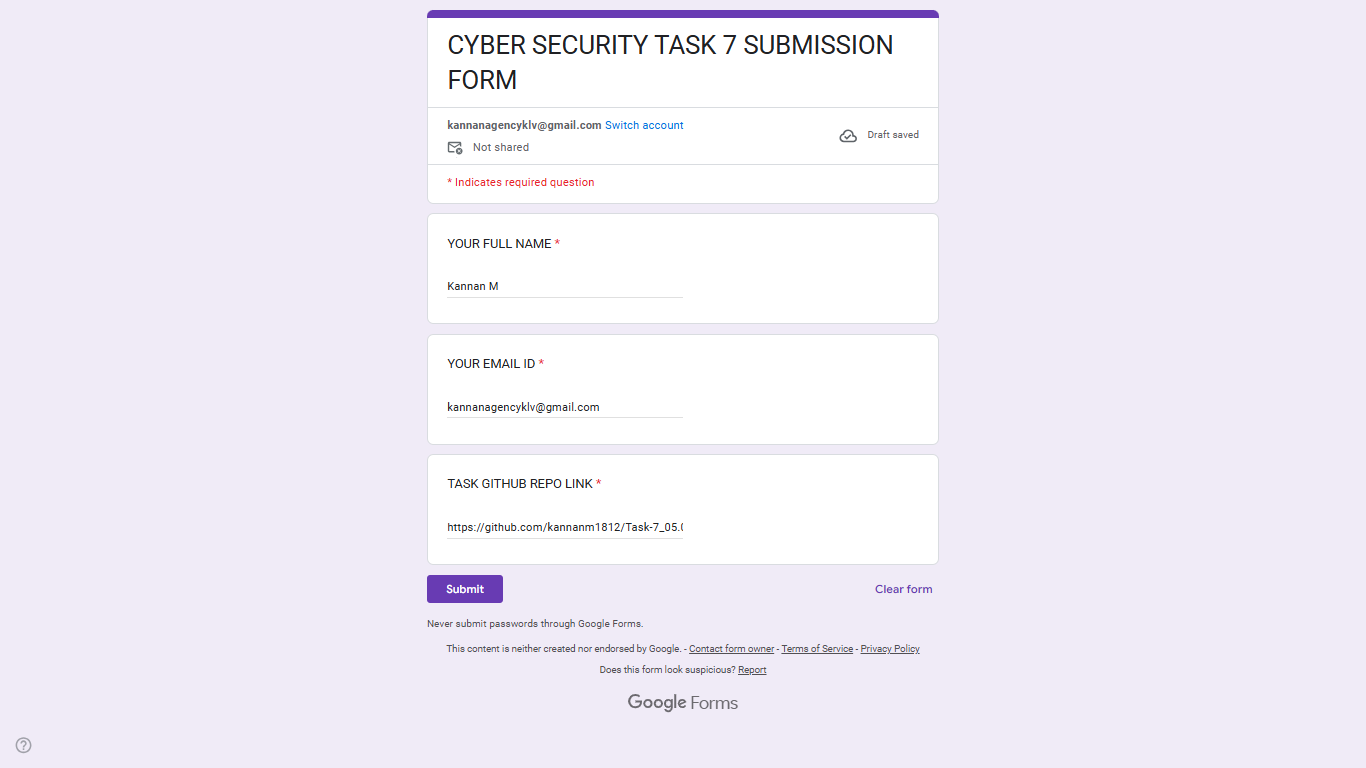 CYBER SECURITY TASK 7 SUBMISSION
FORM
kannanagencyklv@gmail.com Switch account
Draft saved
Not shared
* Indicates required question
YOUR FULL NAME *
Kannan M
YOUR EMAIL ID *
kannanagencyklv@gmail.com
TASK GITHUB REPO LINK *
https://github.com/kannanm1812/Task-7_05.0
Submit
Clear form
Never submit passwords through Google Forms.
This content is neither created nor endorsed by Google. - Contact form owner - Terms of Service - Privacy Policy
Does this form look suspicious? Report
Google Forms